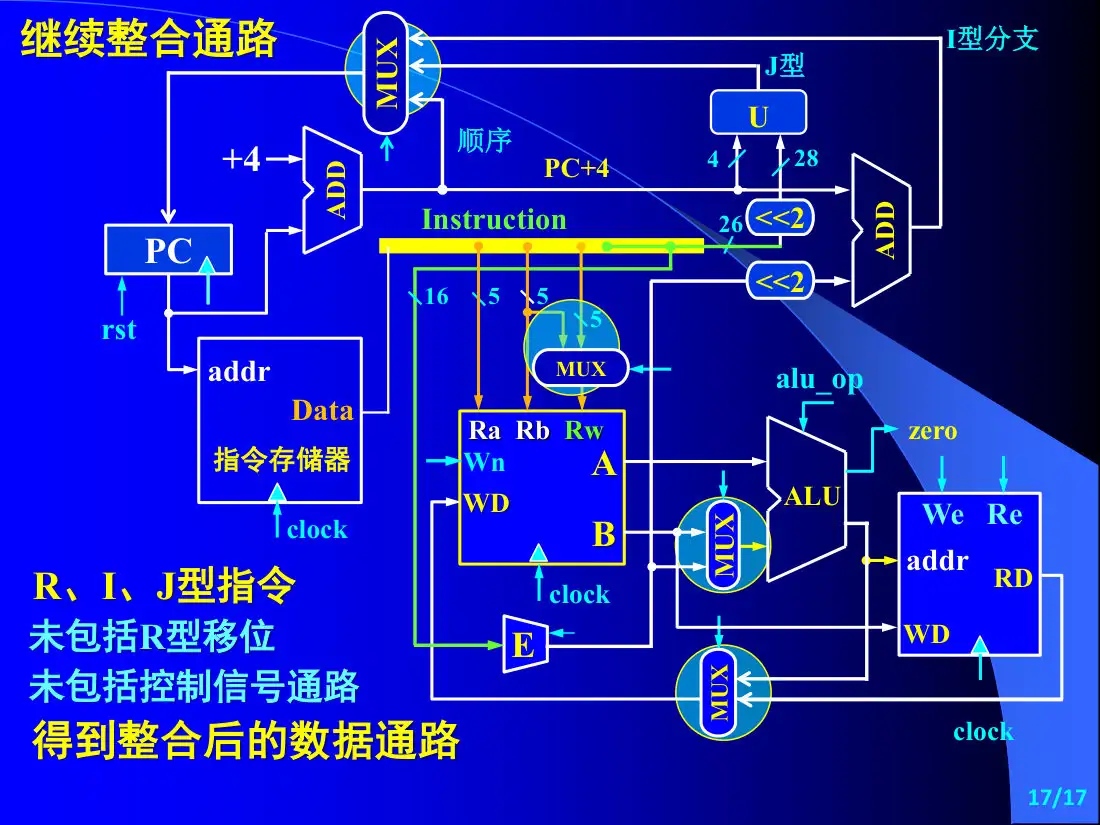 继续整合通路
MUX
I型分支
J型
U
顺序
4
28
+4
ADD
PC+4
Instruction
26
<<2
ADD
PC
<<2
16
5
5
5
rst
MUX
addr
Data
指令存储器
clock
alu_op
Ra Rb Rw
Wn
A
WD
B
clock
zero
ALU
MUX
We Re
addr
RD
WD
clock
E
MUX
R、I、J型指令
未包括R型移位
未包括控制信号通路
得到整合后的数据通路
17/17